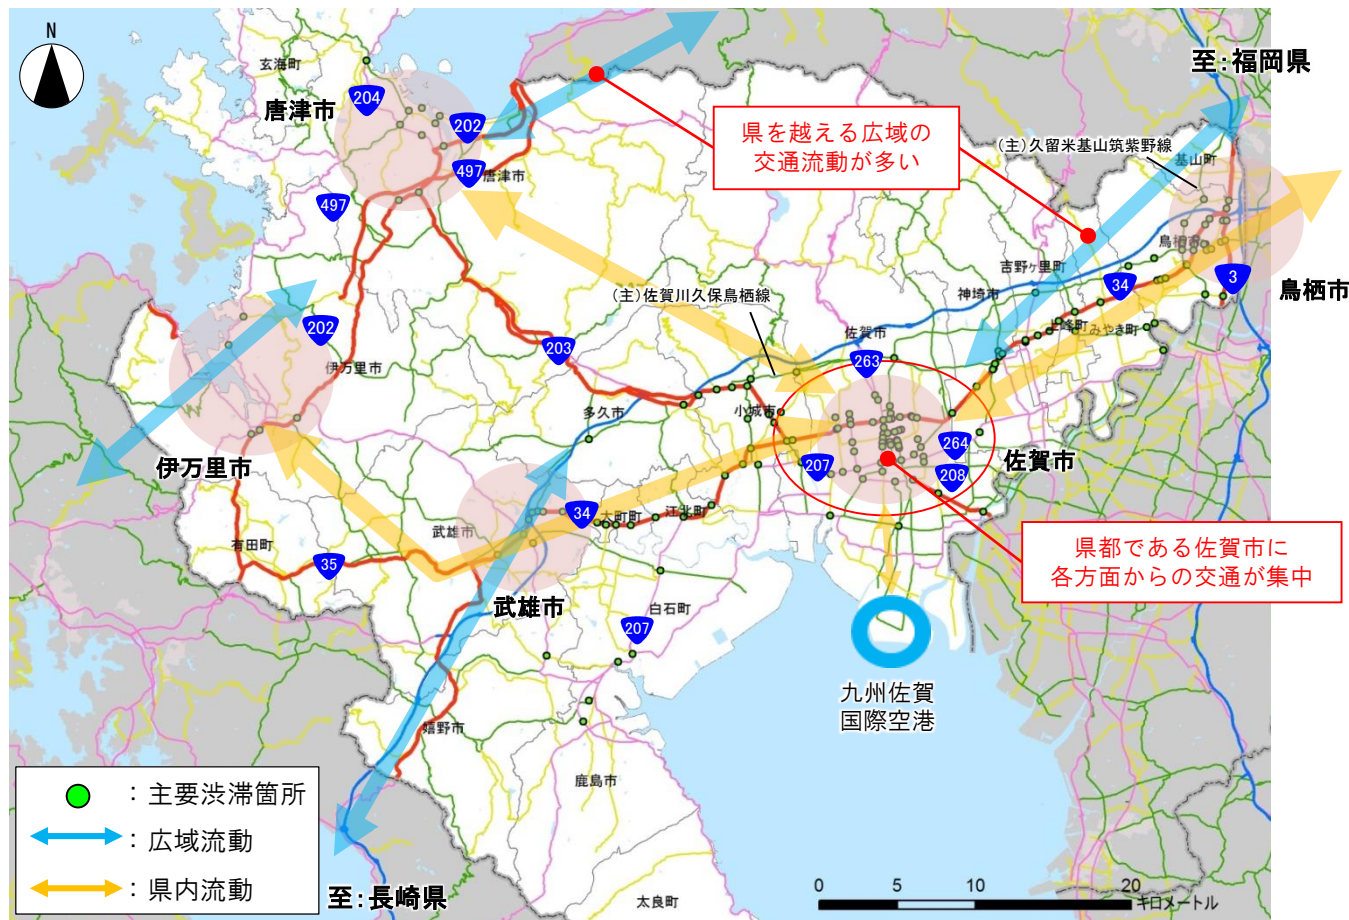 N
至：福岡県
玄海町
唐津市
204
202
497
唐津市
497
県を越える広域の
交通流動が多い
(主)久留米基山筑紫野線
基山町
鳥栖市
吉野ヶ里町
神埼市
34
3
鳥栖市
上峰町
みやき町
(主)佐賀川久保鳥栖線
佐賀市
263
202
伊万里市
203
多久市
小城市
伊万里市
207
264
208
佐賀市
34
大町町
江北町
武雄市
有田町
35
武雄市
県都である佐賀市に
各方面からの交通が集中
207
白石町
九州佐賀
国際空港
嬉野市
鹿島市
太良町
：主要渋滞箇所
：広域流動
：県内流動
至：長崎県
0 5 10 20
キロメートル